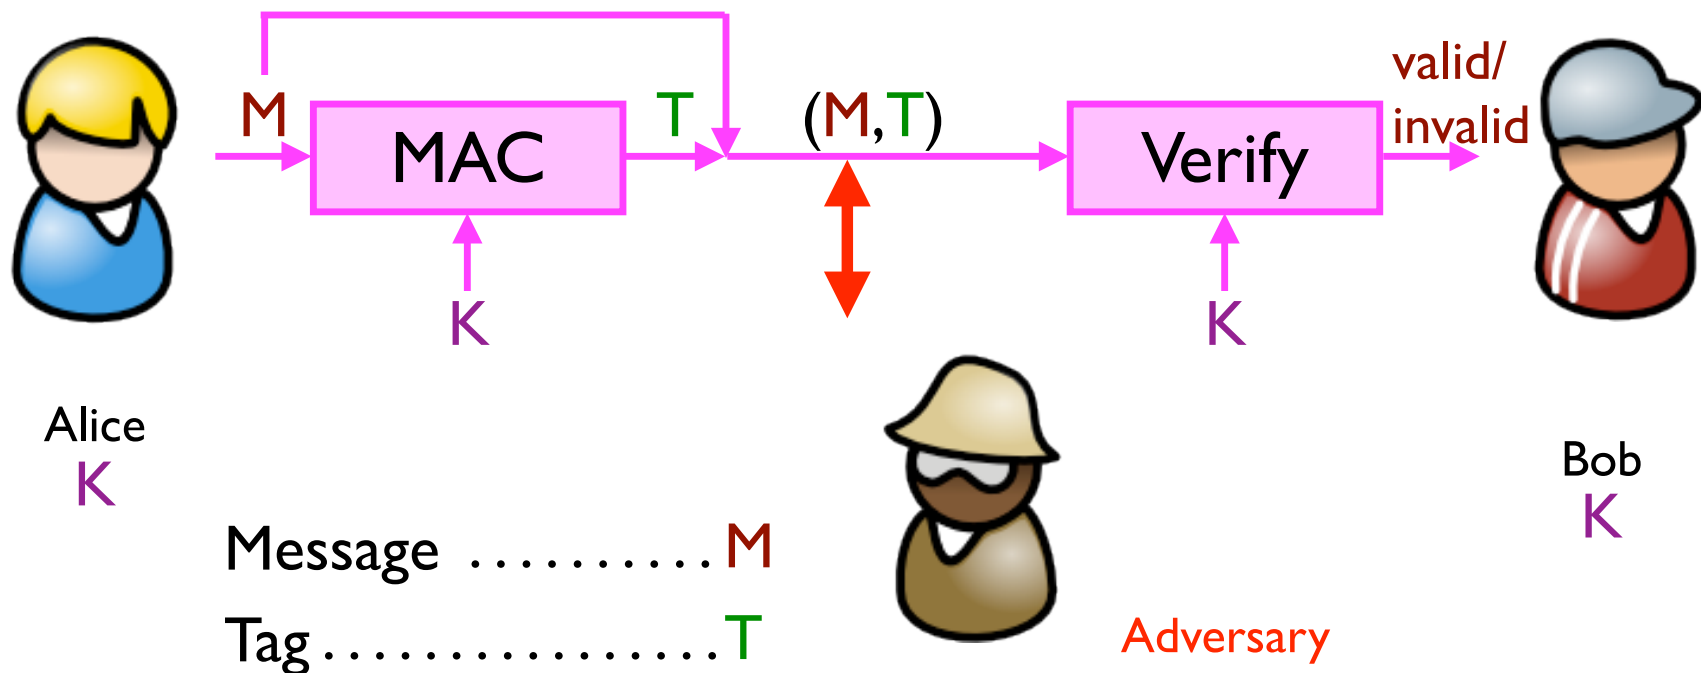 M
MAC
T
(M,T)
Verify
valid/
invalid
K
K
Alice
K
Bob
K
Message .......... M
Tag ................ T
Adversary